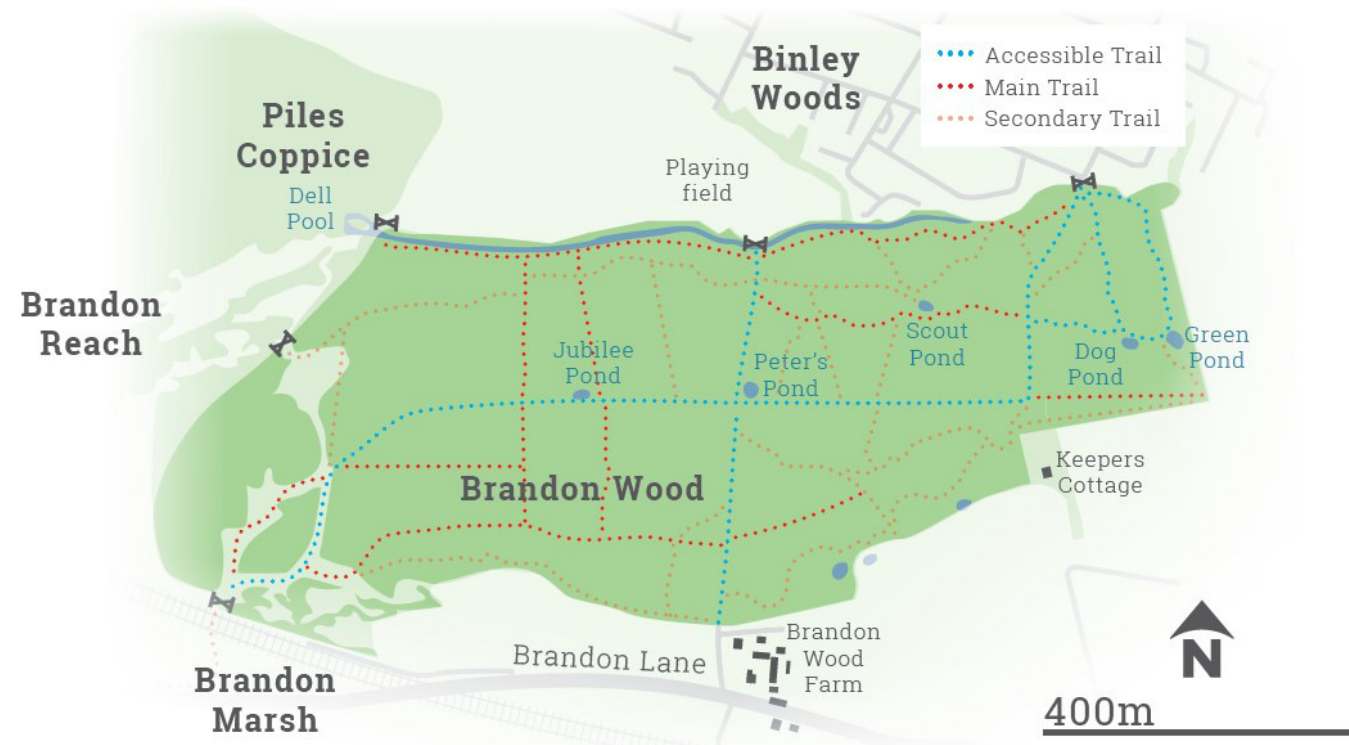 Binley
Woods
Accessible Trail
Main Trail
Secondary Trail
Piles
Coppice
Dell
Pool
Playing
field
Brandon
Reach
Jubilee
Pond
Peter's
Pond
Scout
Pond
Dog
Pond
Green
Pond
Brandon Wood
Keepers
Cottage
Brandon Lane
Brandon
Wood
Farm
Brandon
Marsh
N
400m